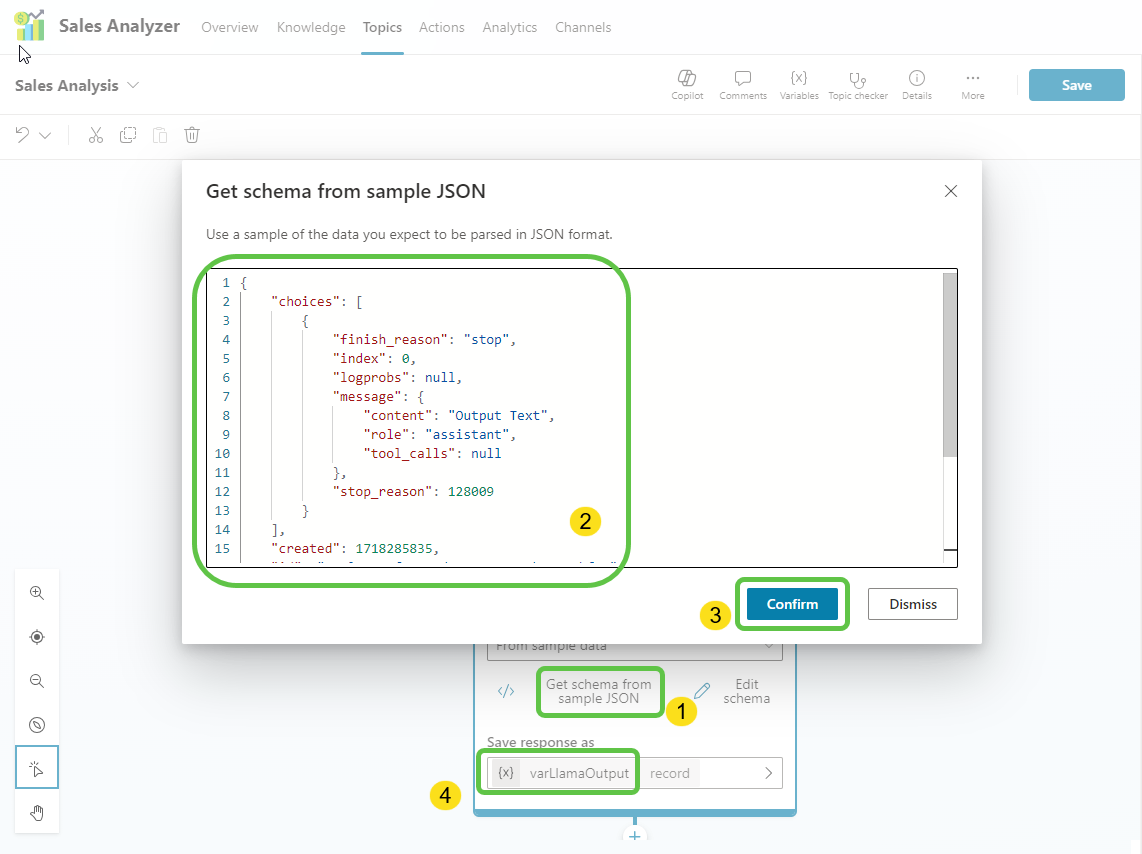 Sales Analyzer Overview Knowledge Topics Actions Analytics Channels
Sales Analysis Copilot Comments {x} Variables Topic checker Details ... More Save
Get schema from sample JSON
Use a sample of the data you expect to be parsed in JSON format.
1 {
2 "choices": [
3 {
4 "finish_reason": "stop",
5 "index": 0,
6 "logprobs": null,
7 "message": {
8 "content": "Output Text",
9 "role": "assistant",
10 "tool_calls": null
11 },
12 "stop_reason": 128009
13 }
14 ],
15 "created": 1718285835,
2
3 Confirm Dismiss
From sample data
</> Get schema from sample JSON 1 Edit schema
Save response as
{x} varLlamaOutput record
4